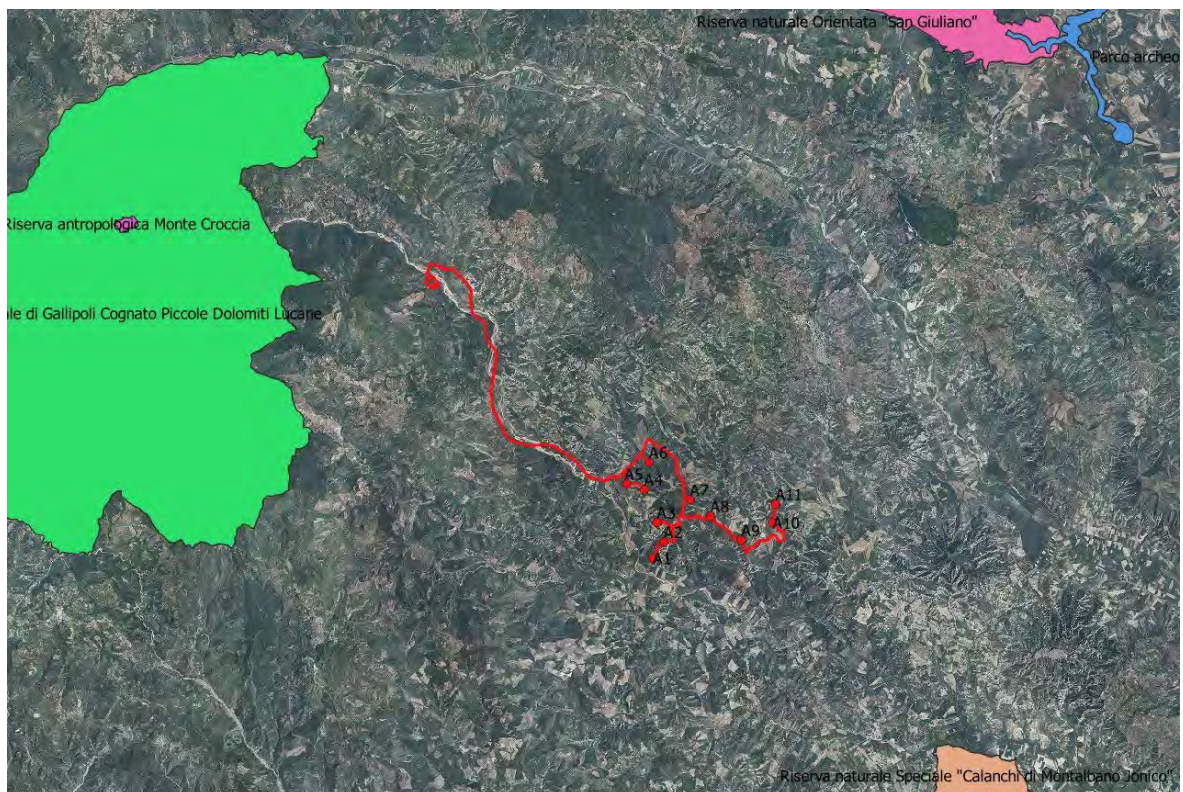 Riserva naturale Orientata "San Giuliano"
Parco archeo
Riserva antropologica Monte Croccia
ale di Gallipoli Cognato Piccole Dolomiti Lucane
A6
A5
A4
A7
A11
A8
A3
A10
A2
A9
A1
Riserva naturale Speciale "Calanchi di Montalbano Jonico"